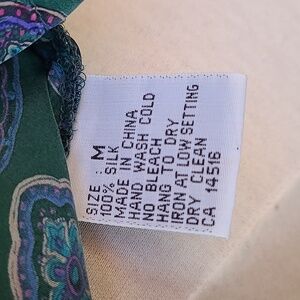 SIZE : M
100% SILK
MADE IN CHINA
HAND WASH COLD
NO BLEACH
HANG TO DRY
IRON AT LOW SETTING
DRY CLEAN
CA 14516